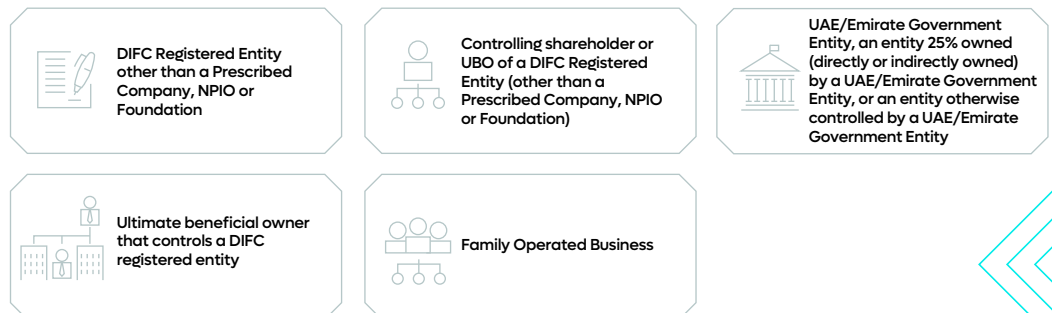 DIFC Registered Entity
other than a Prescribed
Company, NPIO or
Foundation
Controlling shareholder or
UBO of a DIFC Registered
Entity (other than a
Prescribed Company, NPIO
or Foundation)
UAE/Emirate Government
Entity, an entity 25% owned
(directly or indirectly owned)
by a UAE/Emirate Government
Entity, or an entity otherwise
controlled by a UAE/Emirate
Government Entity
Ultimate beneficial owner
that controls a DIFC
registered entity
Family Operated Business